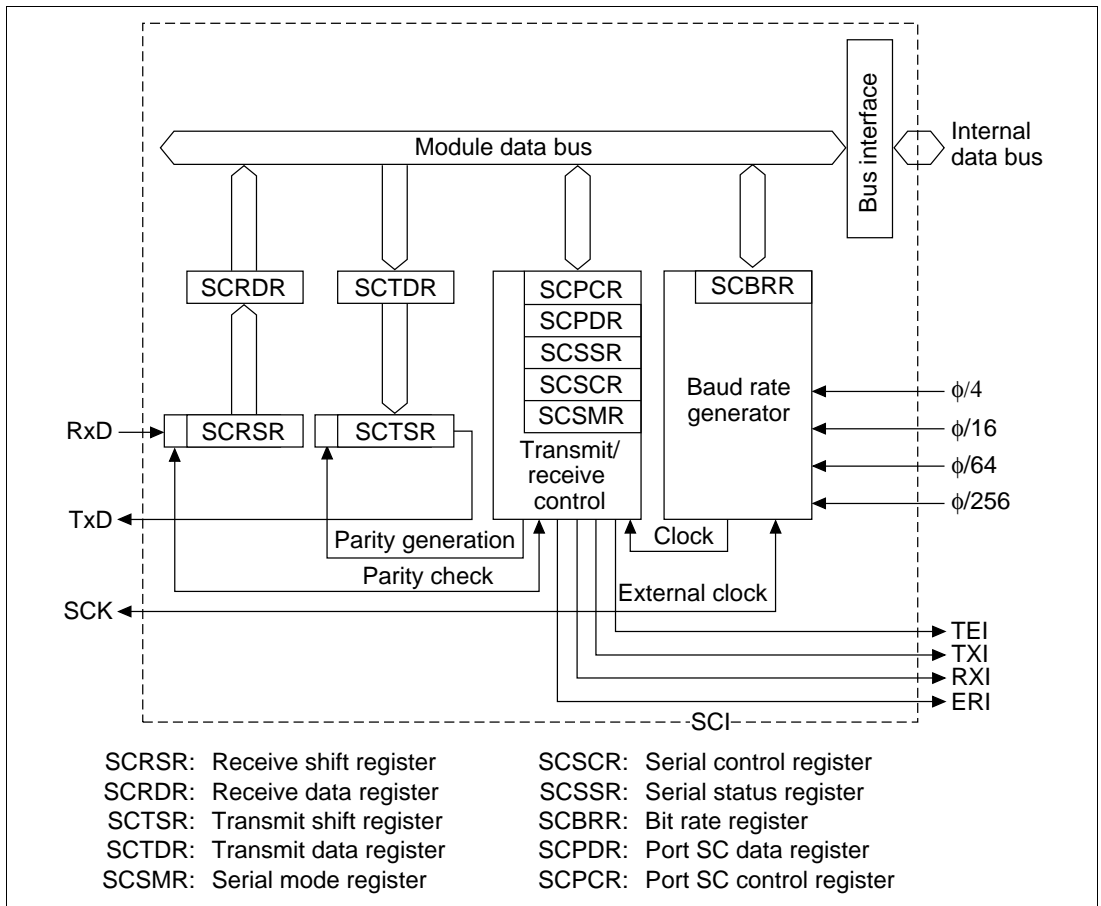 Bus interface
Module data bus
Internal
data bus
SCRDR
SCTDR
SCPCR
SCPDR
SCSSR
SCSCR
SCSMR
Transmit/
receive
control
SCBRR
Baud rate
generator
ϕ/4
ϕ/16
ϕ/64
ϕ/256
RxD
SCRSR
SCTSR
TxD
Parity generation
Clock
Parity check
External clock
SCK
TEI
TXI
RXI
ERI
SCI
SCRSR: Receive shift register
SCRDR: Receive data register
SCTSR: Transmit shift register
SCTDR: Transmit data register
SCSMR: Serial mode register
SCSCR: Serial control register
SCSSR: Serial status register
SCBRR: Bit rate register
SCPDR: Port SC data register
SCPCR: Port SC control register